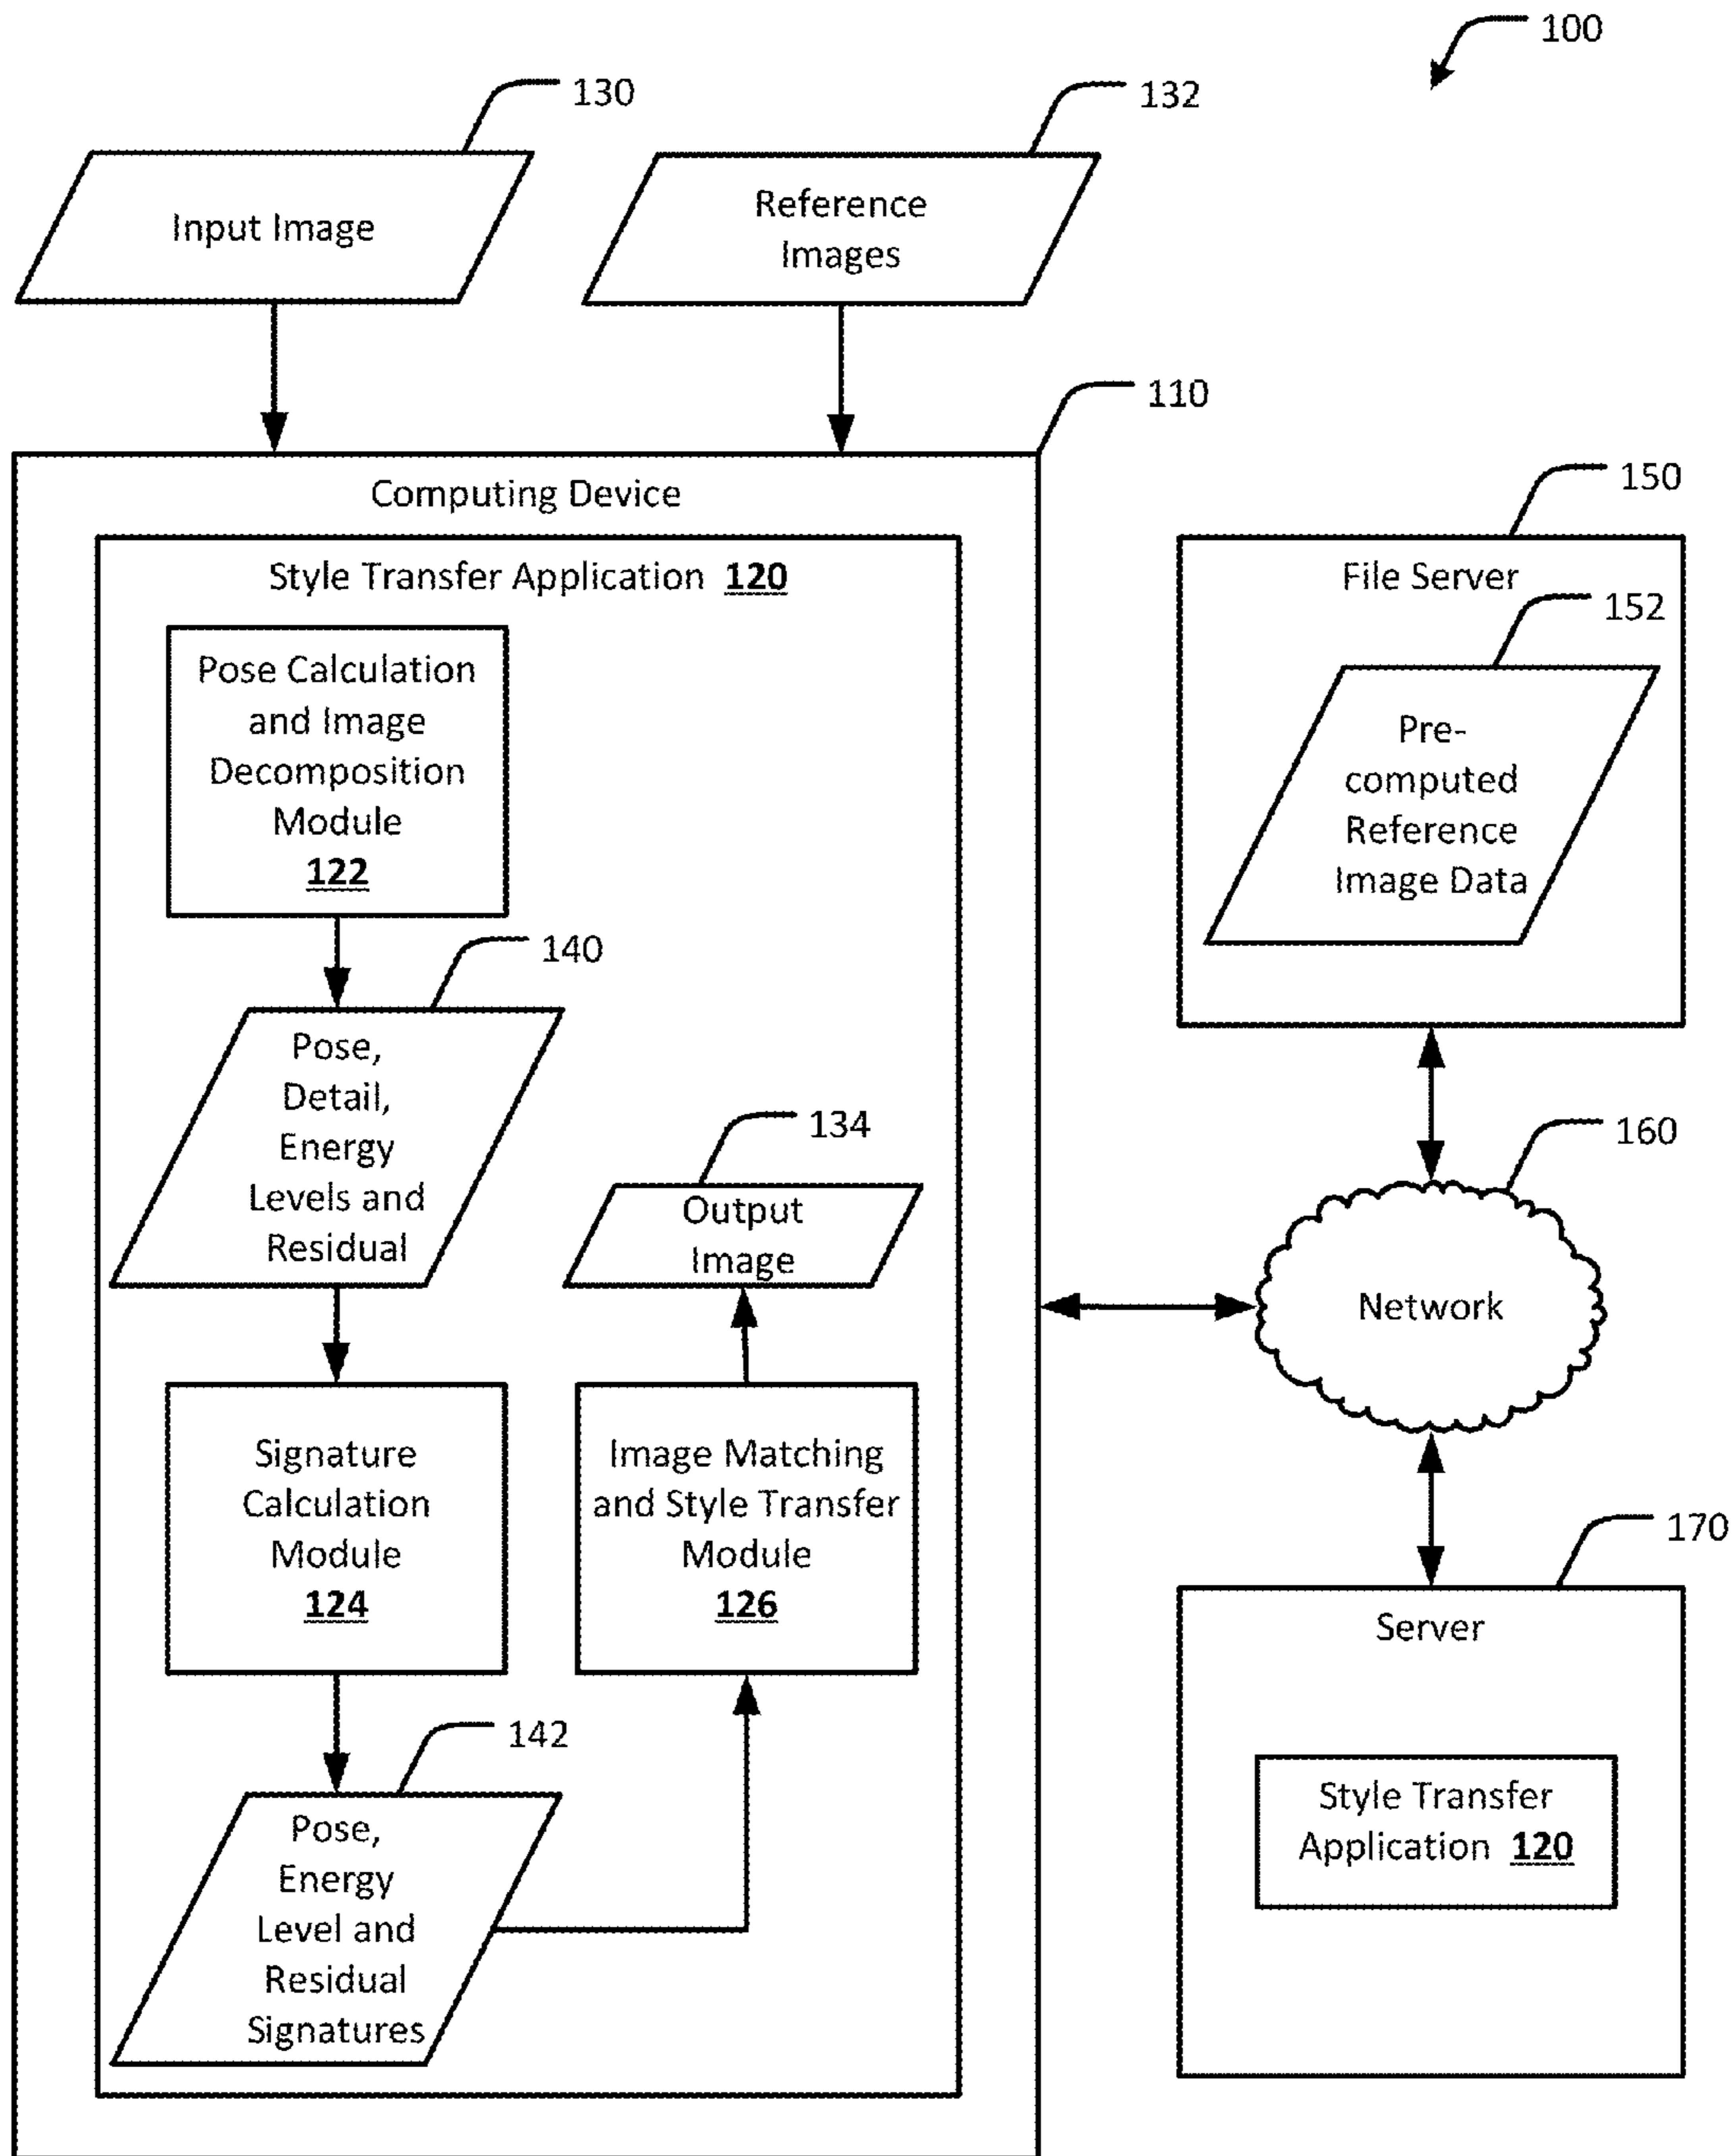 100
130
132
Input Image
Reference
Images
110
Computing Device
Style Transfer Application 120
Pose Calculation
and Image
Decomposition
Module
122
140
Pose,
Detail,
Energy
Levels and
Residual
134
Output
Image
Signature
Calculation
Module
124
Image Matching
and Style Transfer
Module
126
142
Pose,
Energy
Level and
Residual
Signatures
150
File Server
152
Pre-
computed
Reference
Image Data
160
Network
170
Server
Style Transfer
Application 120